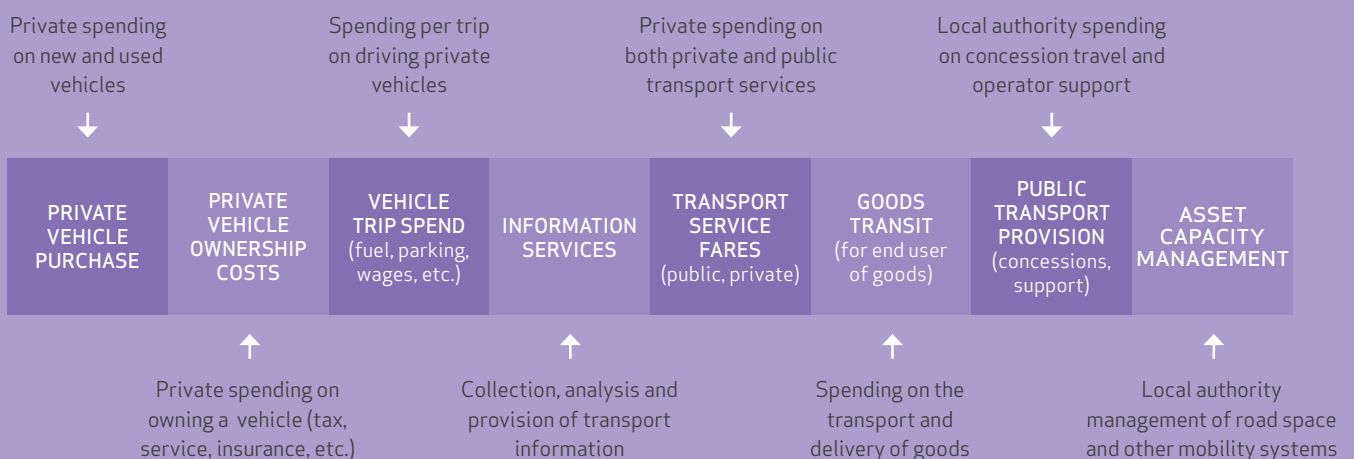 Private spending
on new and used
vehicles
Spending per trip
on driving private
vehicles
Private spending on
both private and public
transport services
Local authority spending
on concession travel and
operator support
PRIVATE
VEHICLE
PURCHASE
PRIVATE
VEHICLE
OWNERSHIP
COSTS
VEHICLE
TRIP SPEND
(fuel, parking,
wages, etc.)
INFORMATION
SERVICES
TRANSPORT
SERVICE
FARES
(public, private)
GOODS
TRANSIT
(for end user
of goods)
PUBLIC
TRANSPORT
PROVISION
(concessions,
support)
ASSET
CAPACITY
MANAGEMENT
Private spending on
owning a vehicle (tax,
service, insurance, etc.)
Collection, analysis and
provision of transport
information
Spending on the
transport and
delivery of goods
Local authority
management of road space
and other mobility systems